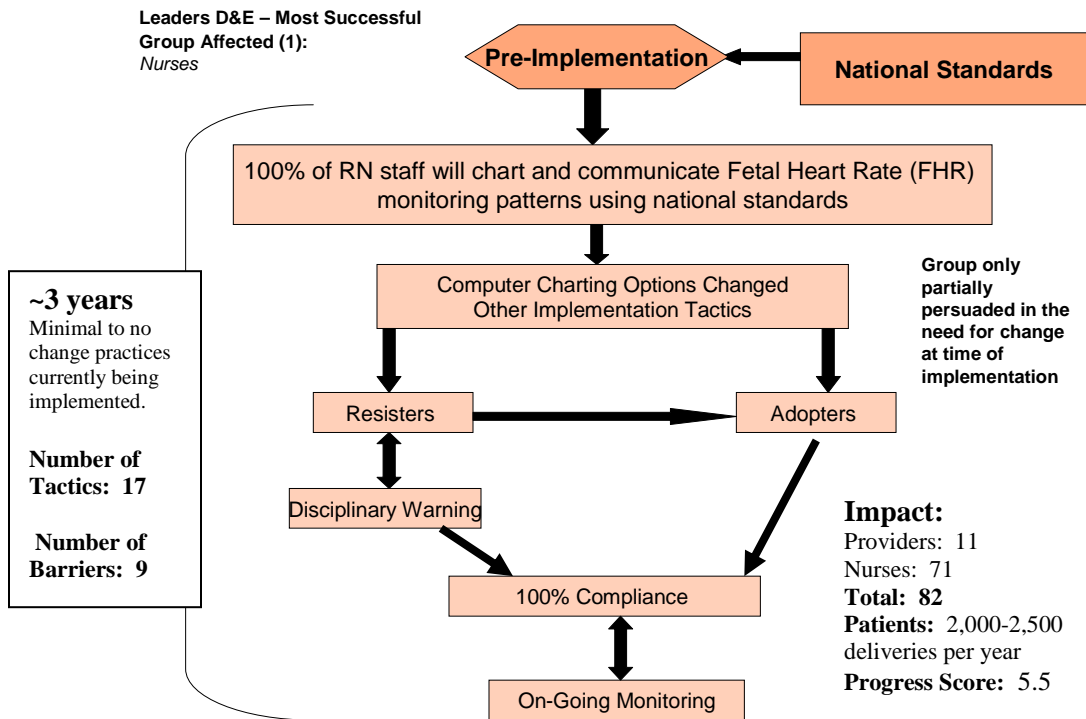 Leaders D&E – Most Successful
Group Affected (1):
Nurses
Pre-Implementation
National Standards
100% of RN staff will chart and communicate Fetal Heart Rate (FHR)
monitoring patterns using national standards
Computer Charting Options Changed
Other Implementation Tactics
Group only
partially
persuaded in the
need for change
at time of
implementation
~3 years
Minimal to no
change practices
currently being
implemented.
Number of
Tactics: 17
Number of
Barriers: 9
Resisters
Adopters
Disciplinary Warning
100% Compliance
On-Going Monitoring
Impact:
Providers: 11
Nurses: 71
Total: 82
Patients: 2,000-2,500
deliveries per year
Progress Score: 5.5